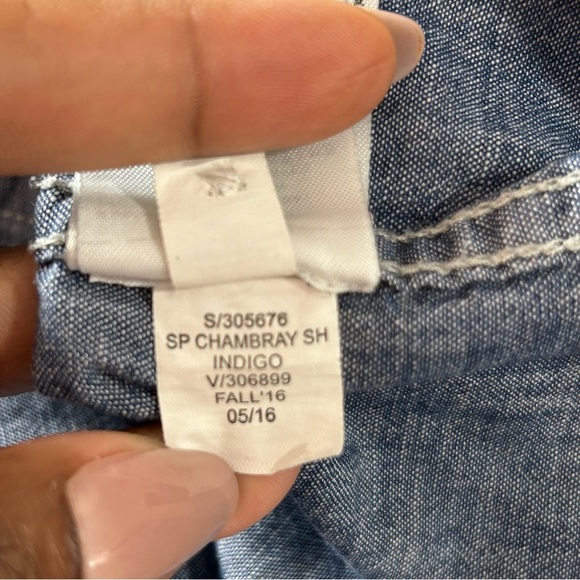 S/305676
SP CHAMBRAY SH
INDIGO
V/306899
FALL'16
05/16